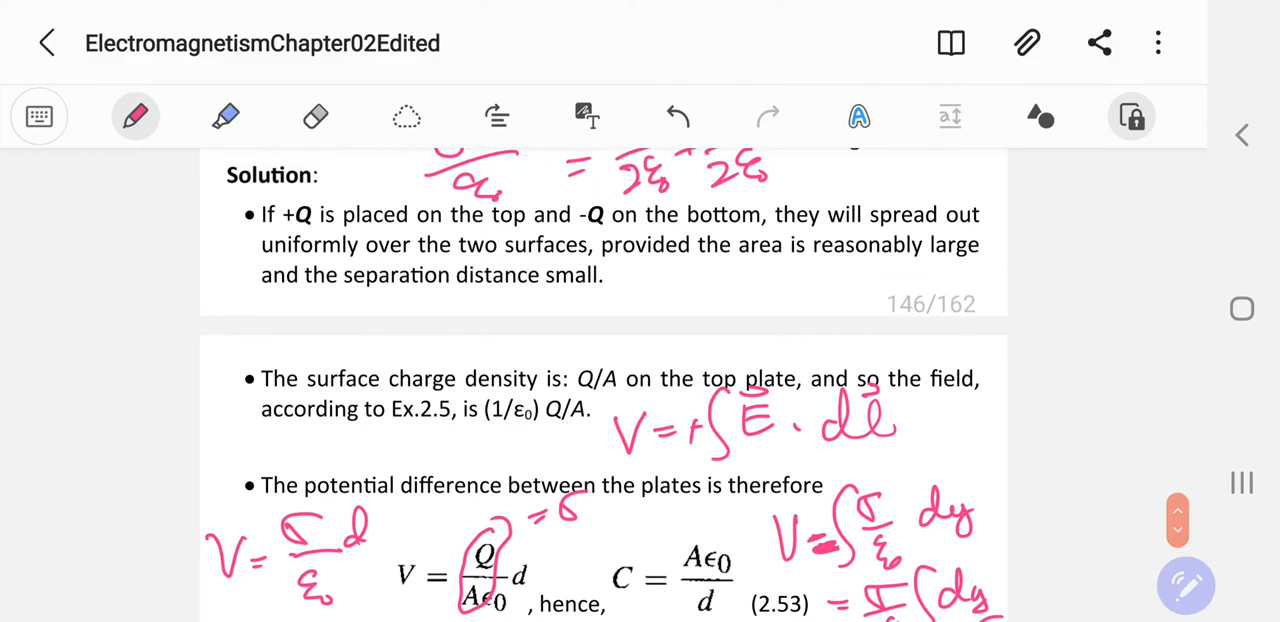 ElectromagnetismChapter02Edited
Solution:
= 2ε₀ + 2ε₀
• If +Q is placed on the top and -Q on the bottom, they will spread out
uniformly over the two surfaces, provided the area is reasonably large
and the separation distance small.
146/162
• The surface charge density is: Q/A on the top plate, and so the field,
according to Ex.2.5, is (1/ε₀) Q/A.
V = +∫ E⃗ · dl⃗
• The potential difference between the plates is therefore
= σ
V = σ/ε₀ d
V = Q/Aϵ₀ d , hence, C = Aϵ₀/d (2.53)
V = ∫ σ/ε₀ dy
= σ/ ∫ dy